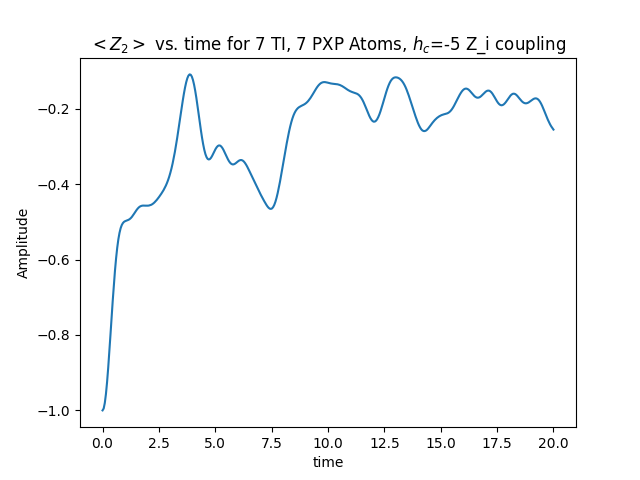 < Z₂ > vs. time for 7 TI, 7 PXP Atoms, h_c=-5 Z_i coupling
−0.2
−0.4
−0.6
−0.8
−1.0
Amplitude
0.0 2.5 5.0 7.5 10.0 12.5 15.0 17.5 20.0
time